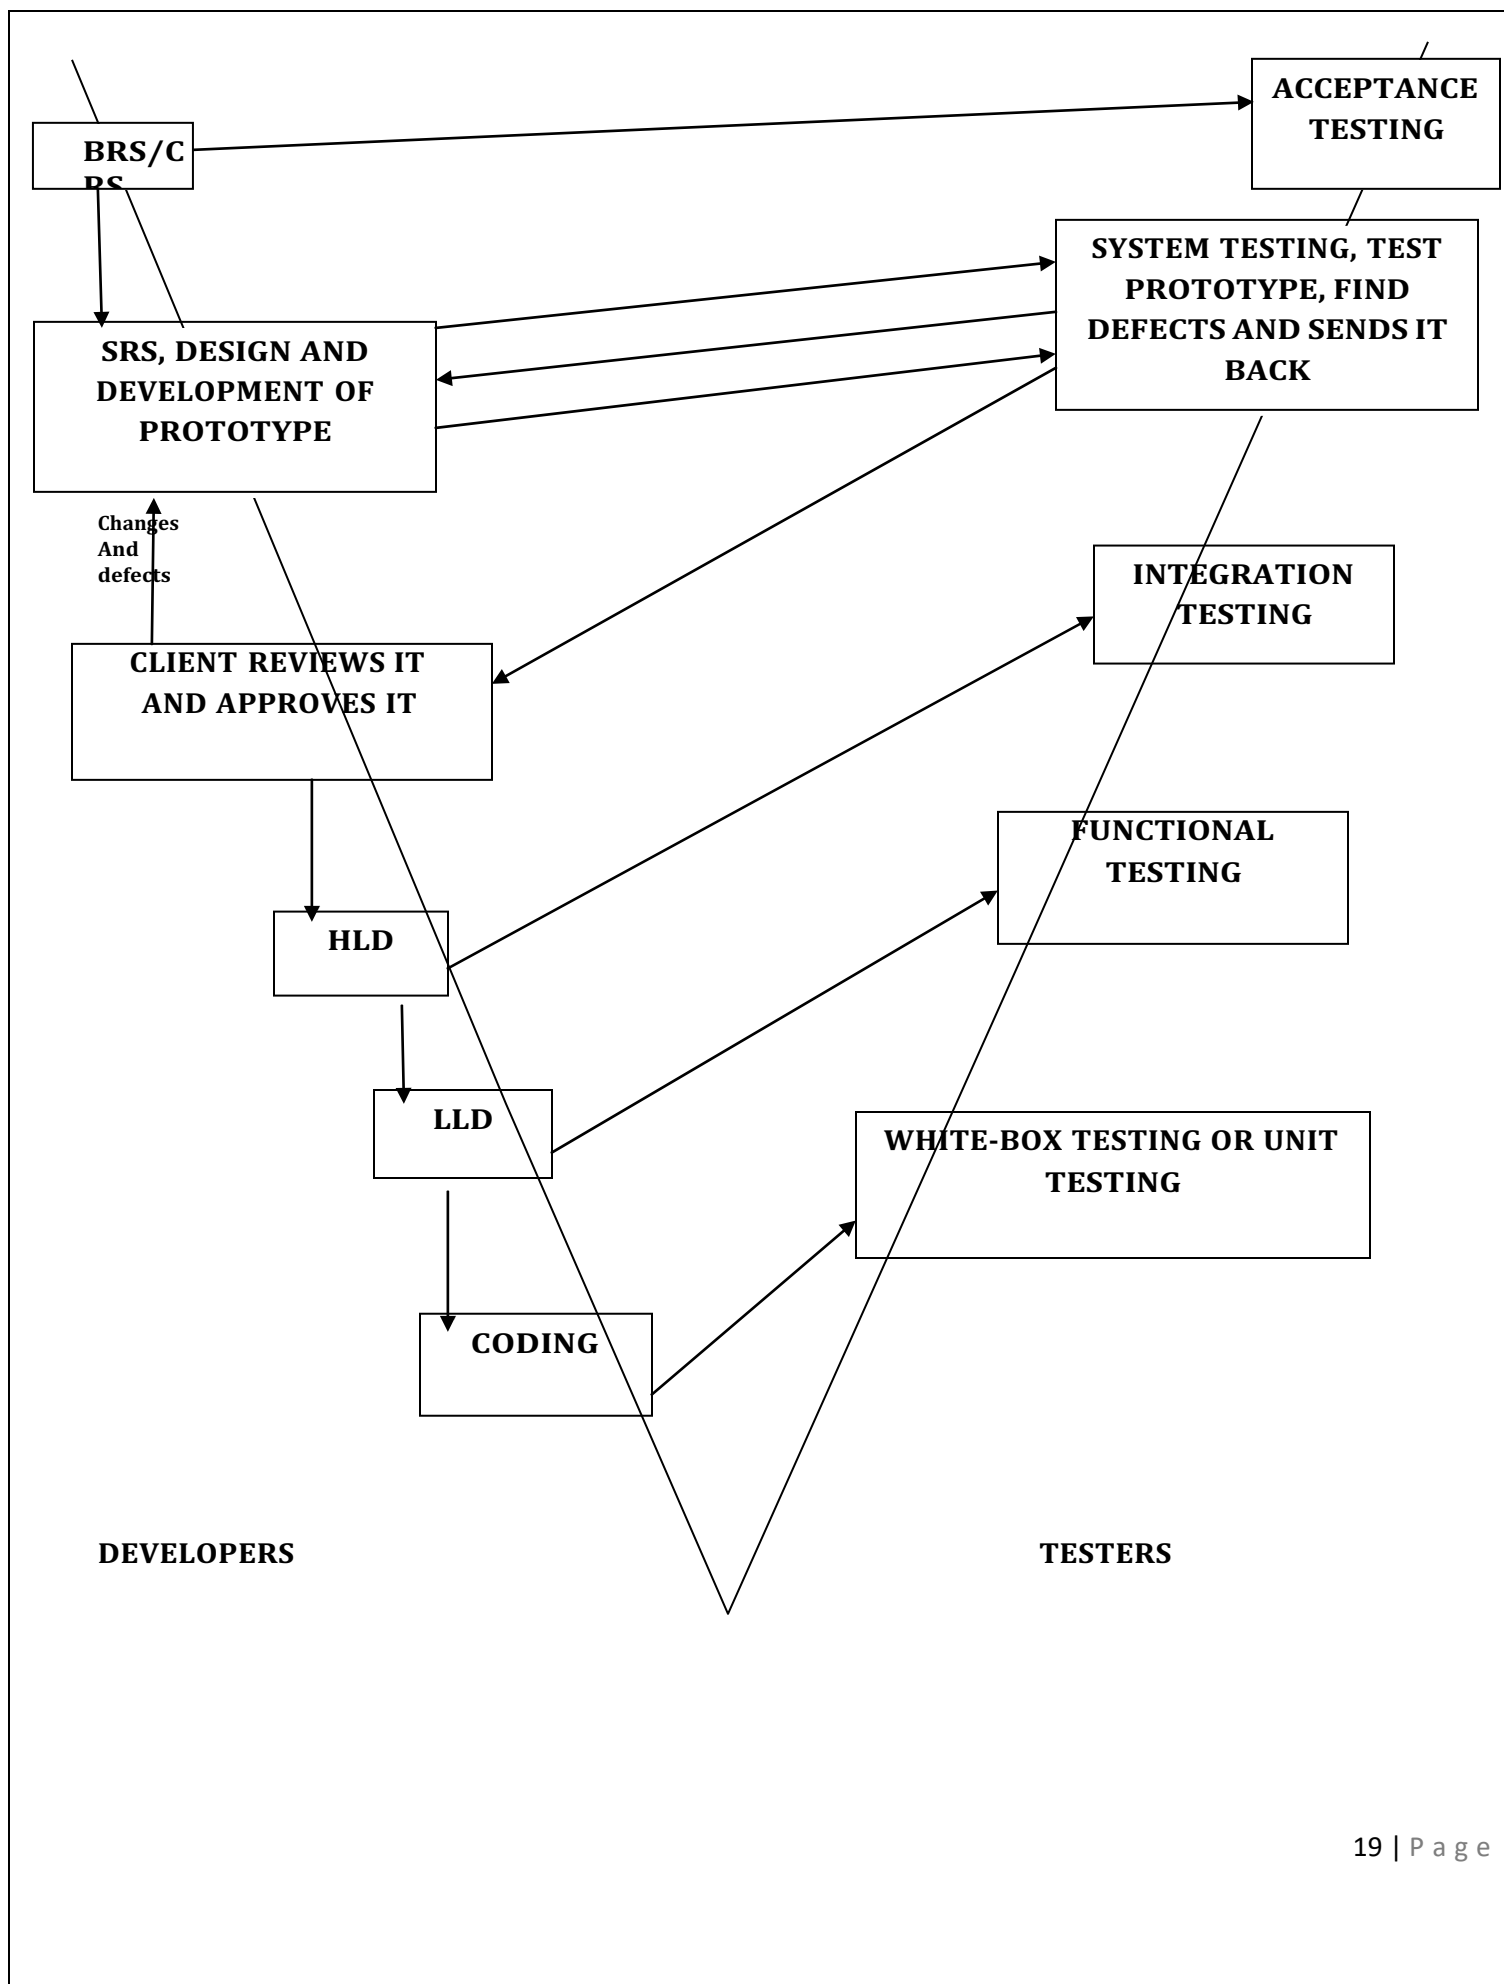 ACCEPTANCE
TESTING
BRS/C
RS
SYSTEM TESTING, TEST
PROTOTYPE, FIND
DEFECTS AND SENDS IT
BACK
SRS, DESIGN AND
DEVELOPMENT OF
PROTOTYPE
Changes
And
defects
INTEGRATION
TESTING
CLIENT REVIEWS IT
AND APPROVES IT
FUNCTIONAL
TESTING
HLD
LLD
WHITE-BOX TESTING OR UNIT
TESTING
CODING
DEVELOPERS
TESTERS
19 | Page